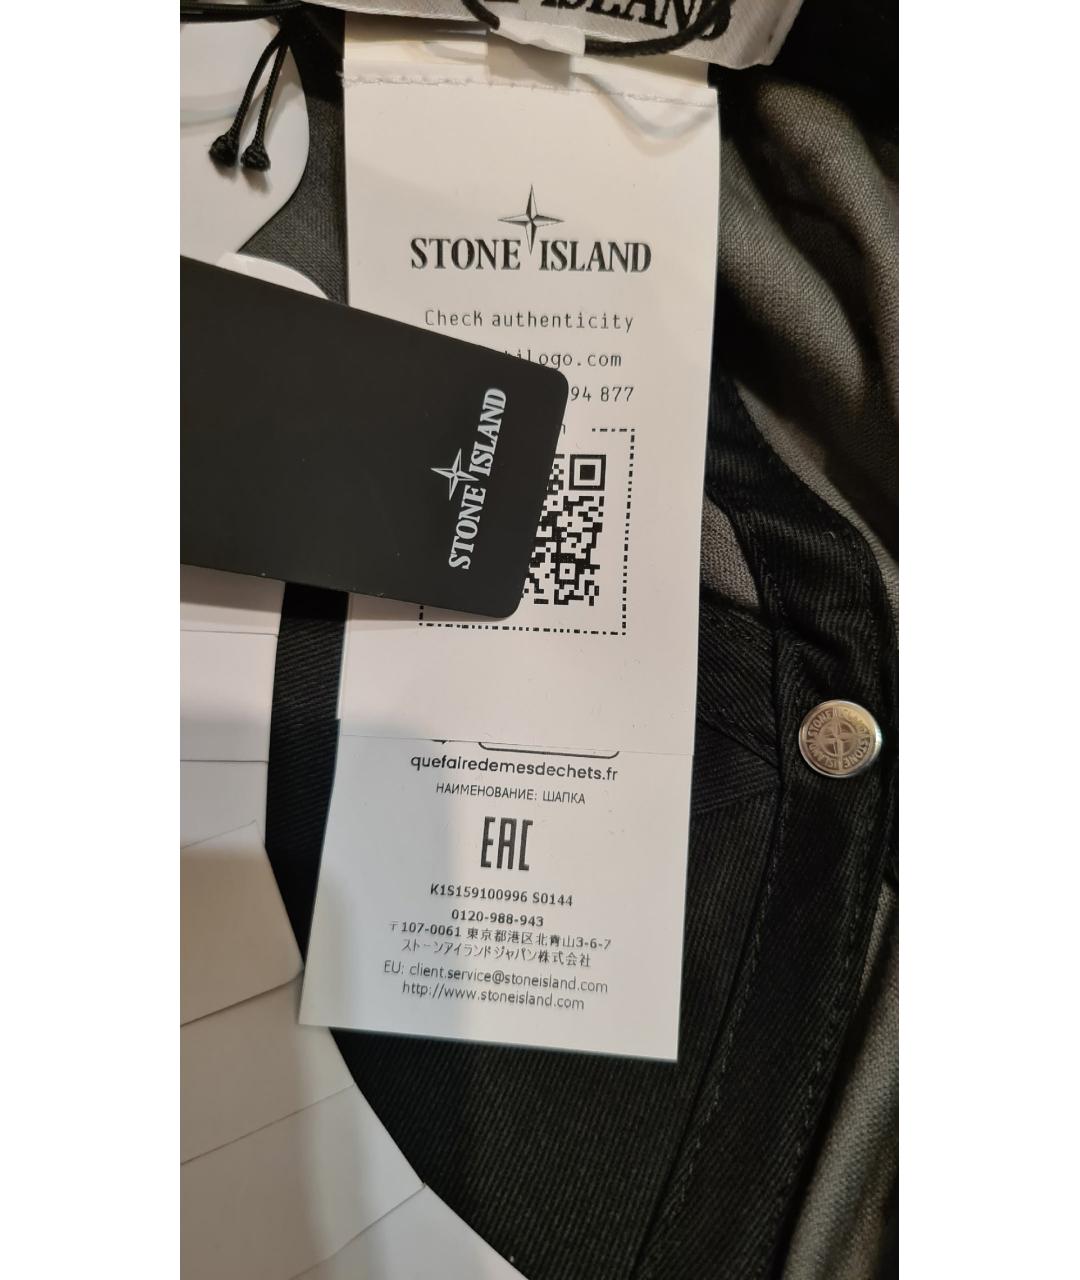 ISLAND
STONE ISLAND
Check authenticity
94 877
STONE ISLAND
quefairedemesdechets.fr
НАИМЕНОВАНИЕ: ШАПКА
EAC
K1S159100996 S0144
0120-988-943
〒107-0061 東京都港区北青山3-6-7
ストーンアイランドジャパン株式会社
EU: client.service@stoneisland.com
http://www.stoneisland.com
STONE ISLAND STONE ISLAND